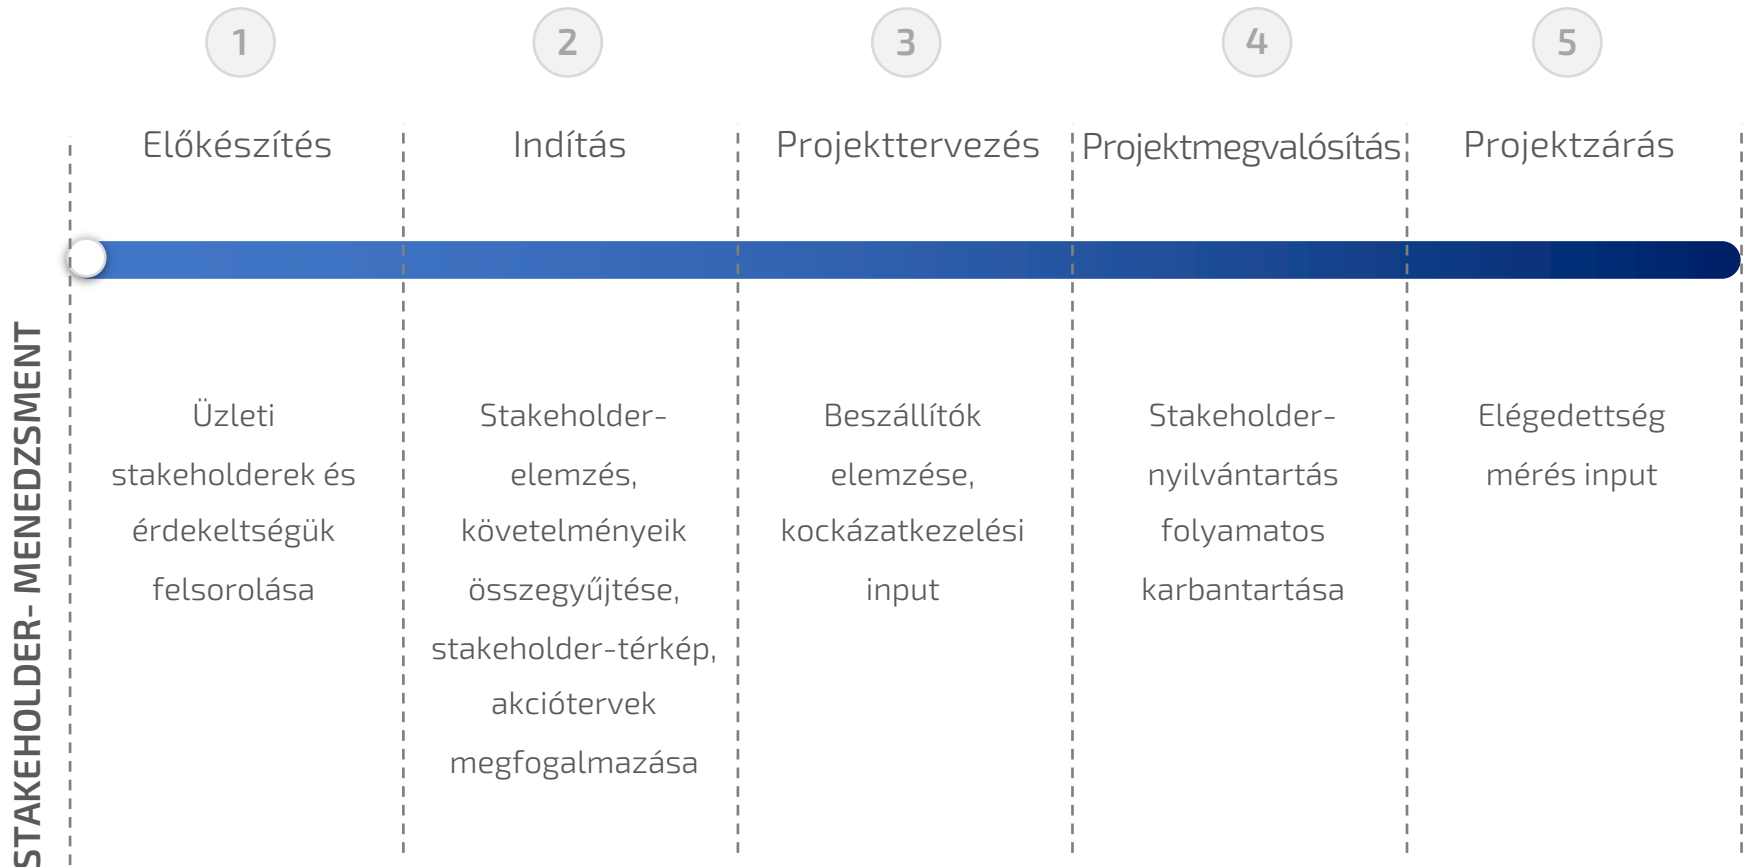 1
2
3
4
5
Előkészítés
Indítás
Projekttervezés
Projektmegvalósítás
Projektzárás
STAKEHOLDER- MENEDZSMENT
Üzleti
stakeholderek és
érdekeltségük
felsorolása
Stakeholder-
elemzés,
követelményeik
összegyűjtése,
stakeholder-térkép,
akciótervek
megfogalmazása
Beszállítók
elemzése,
kockázatkezelési
input
Stakeholder-
nyilvántartás
folyamatos
karbantartása
Elégedettség
mérés input